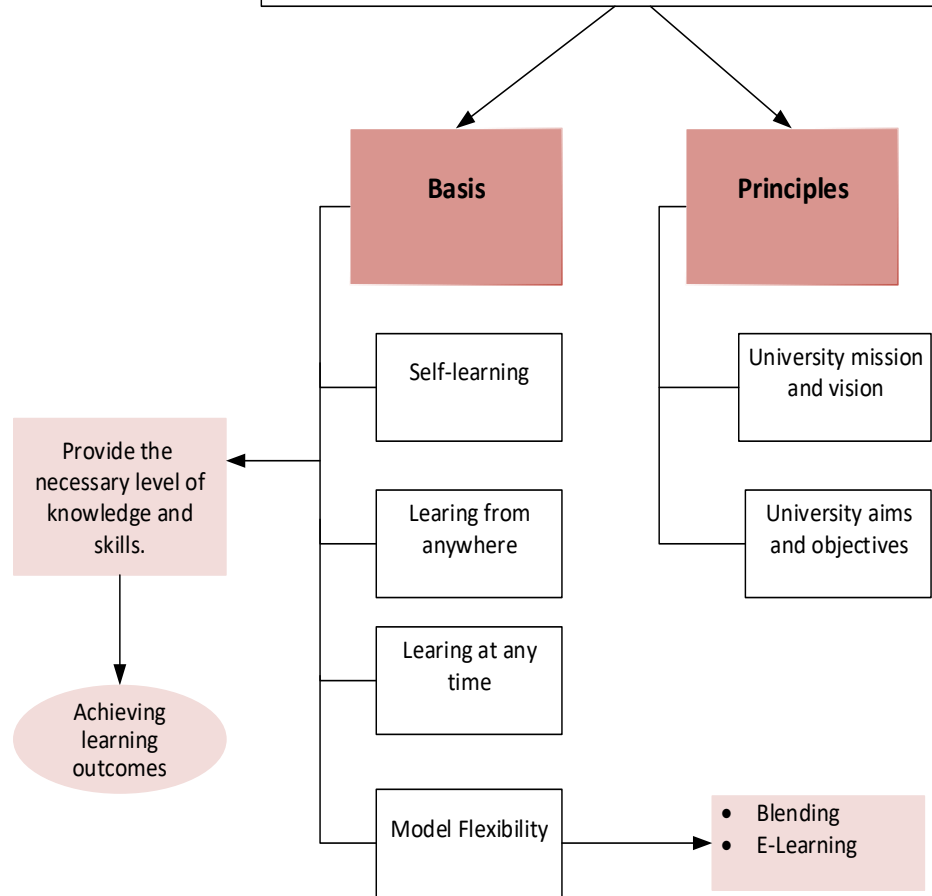 Basis
Principles
Self-learning
University mission
and vision
Provide the
necessary level of
knowledge and
skills.
Learing from
anywhere
University aims
and objectives
Learing at any
time
Achieving
learning
outcomes
Model Flexibility
• Blending
• E-Learning